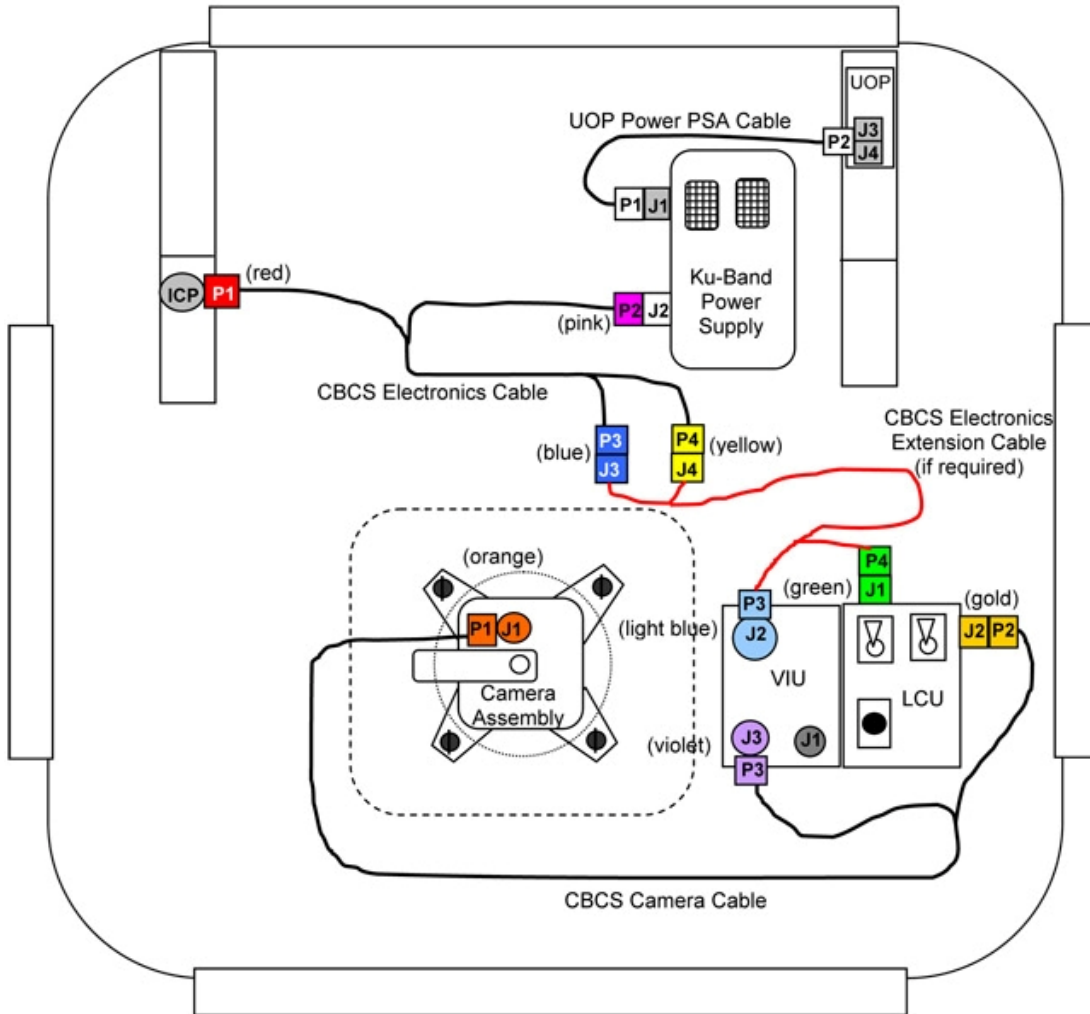 UOP
UOP Power PSA Cable
P2
J3
J4
P1
J1
Ku-Band
Power
Supply
ICP
P1
(red)
P2
J2
(pink)
CBCS Electronics Cable
CBCS Electronics
Extension Cable
(if required)
(blue)
P3
J3
P4
J4
(yellow)
(orange)
P1
J1
Camera
Assembly
(green)
P4
J1
(light blue)
P3
J2
VIU
(gold)
J2
P2
LCU
(violet)
J3
P3
J1
CBCS Camera Cable